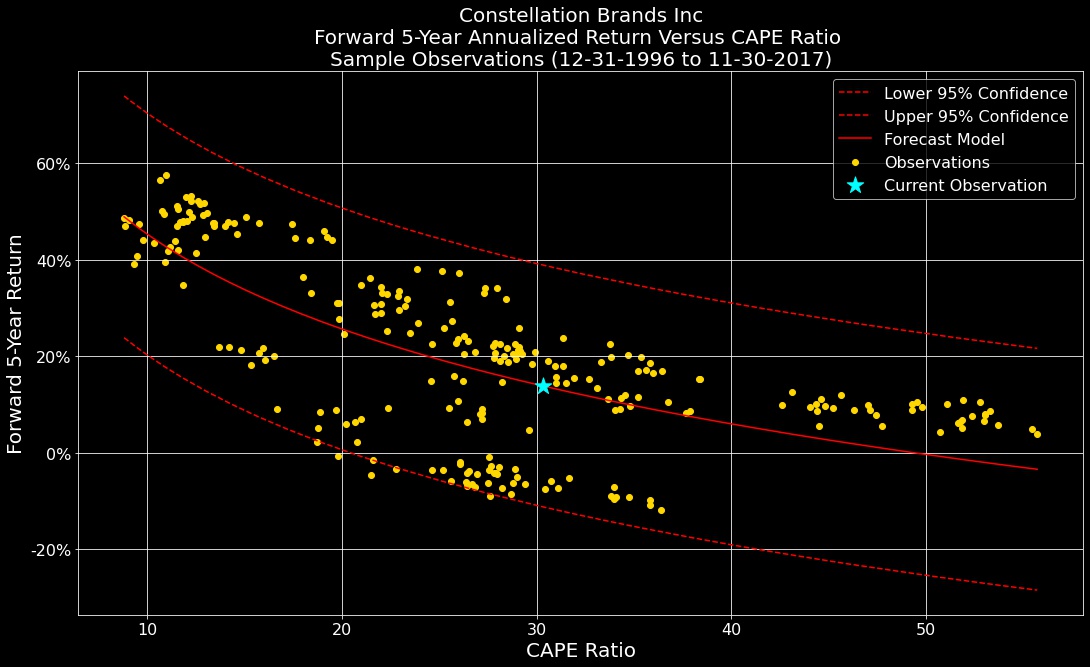 Constellation Brands Inc
Forward 5-Year Annualized Return Versus CAPE Ratio
Sample Observations (12-31-1996 to 11-30-2017)
Lower 95% Confidence
Upper 95% Confidence
Forecast Model
Observations
Current Observation
Forward 5-Year Return
60%
40%
20%
0%
-20%
10 20 30 40 50
CAPE Ratio